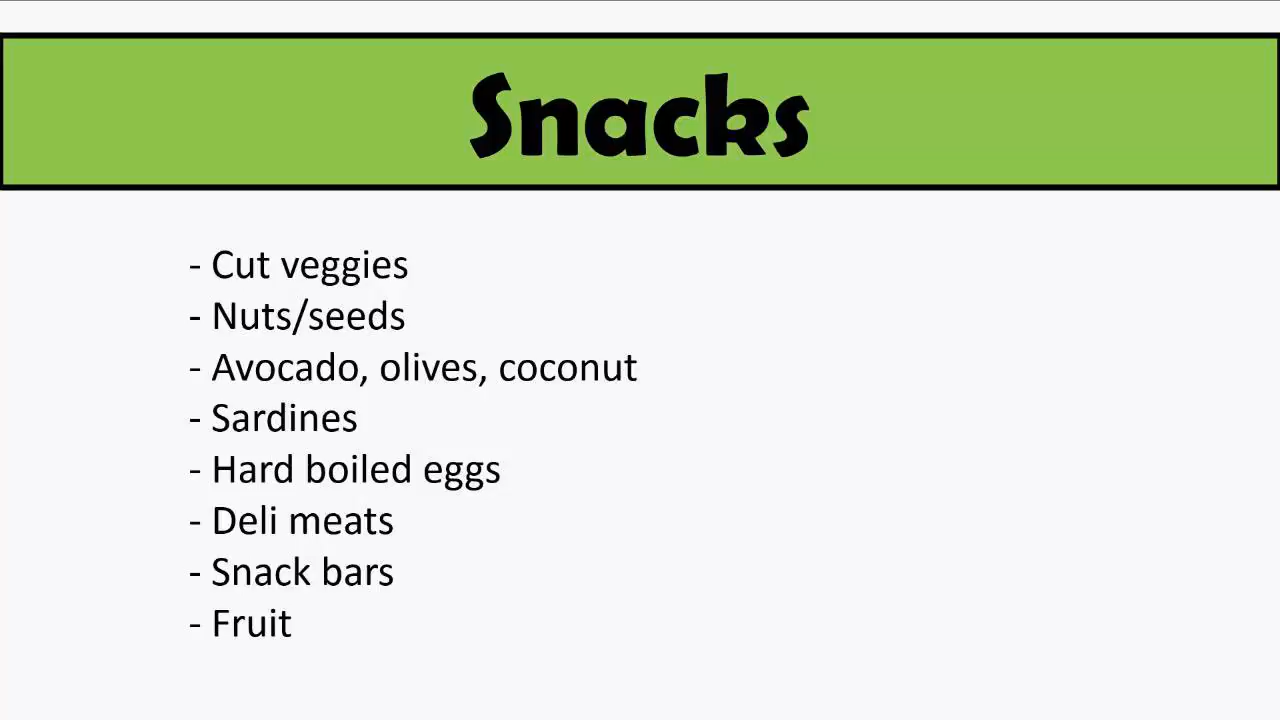 Snacks
- Cut veggies
- Nuts/seeds
- Avocado, olives, coconut
- Sardines
- Hard boiled eggs
- Deli meats
- Snack bars
- Fruit